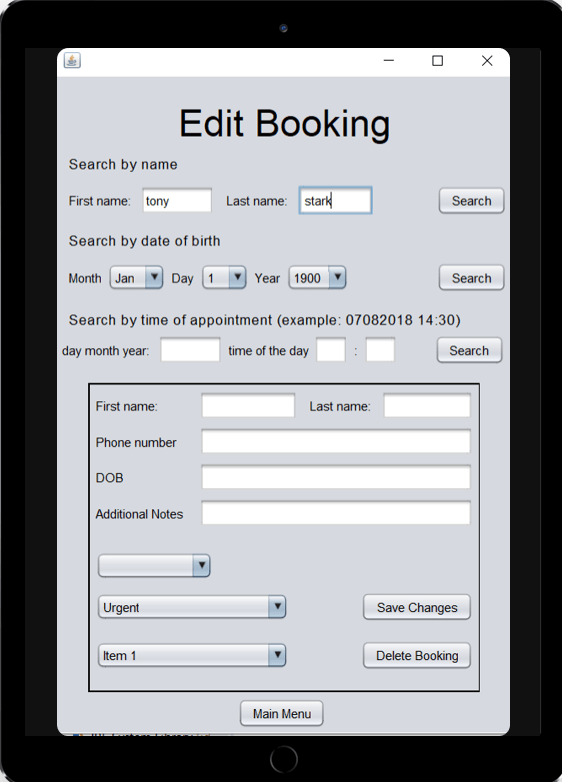 Edit Booking
Search by name
First name: tony Last name: stark Search
Search by date of birth
Month Jan Day 1 Year 1900 Search
Search by time of appointment (example: 07082018 14:30)
day month year: time of the day : Search
First name: Last name:
Phone number
DOB
Additional Notes
Urgent Save Changes
Item 1 Delete Booking
Main Menu